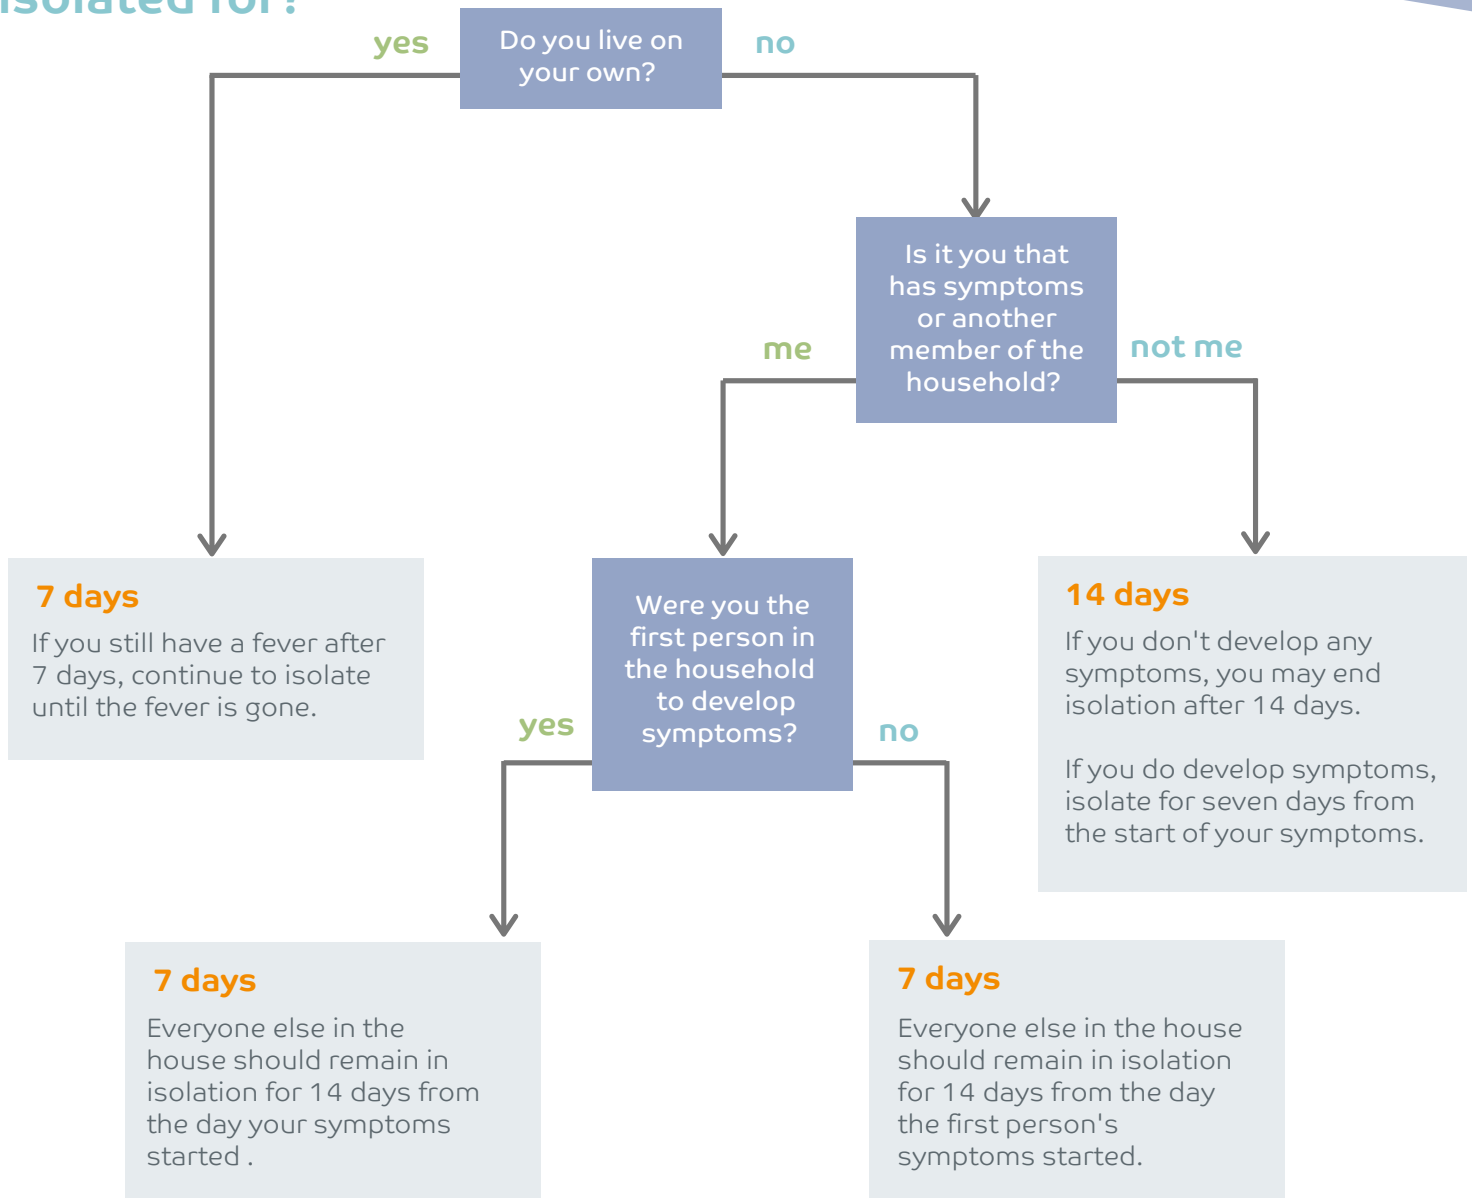 isolated for?
yes
Do you live on
your own?
no
Is it you that
has symptoms
or another
member of the
household?
me
not me
7 days
If you still have a fever after
7 days, continue to isolate
until the fever is gone.
Were you the
first person in
the household
to develop
symptoms?
yes
no
14 days
If you don't develop any
symptoms, you may end
isolation after 14 days.
If you do develop symptoms,
isolate for seven days from
the start of your symptoms.
7 days
Everyone else in the
house should remain in
isolation for 14 days from
the day your symptoms
started .
7 days
Everyone else in the house
should remain in isolation
for 14 days from the day
the first person's
symptoms started.